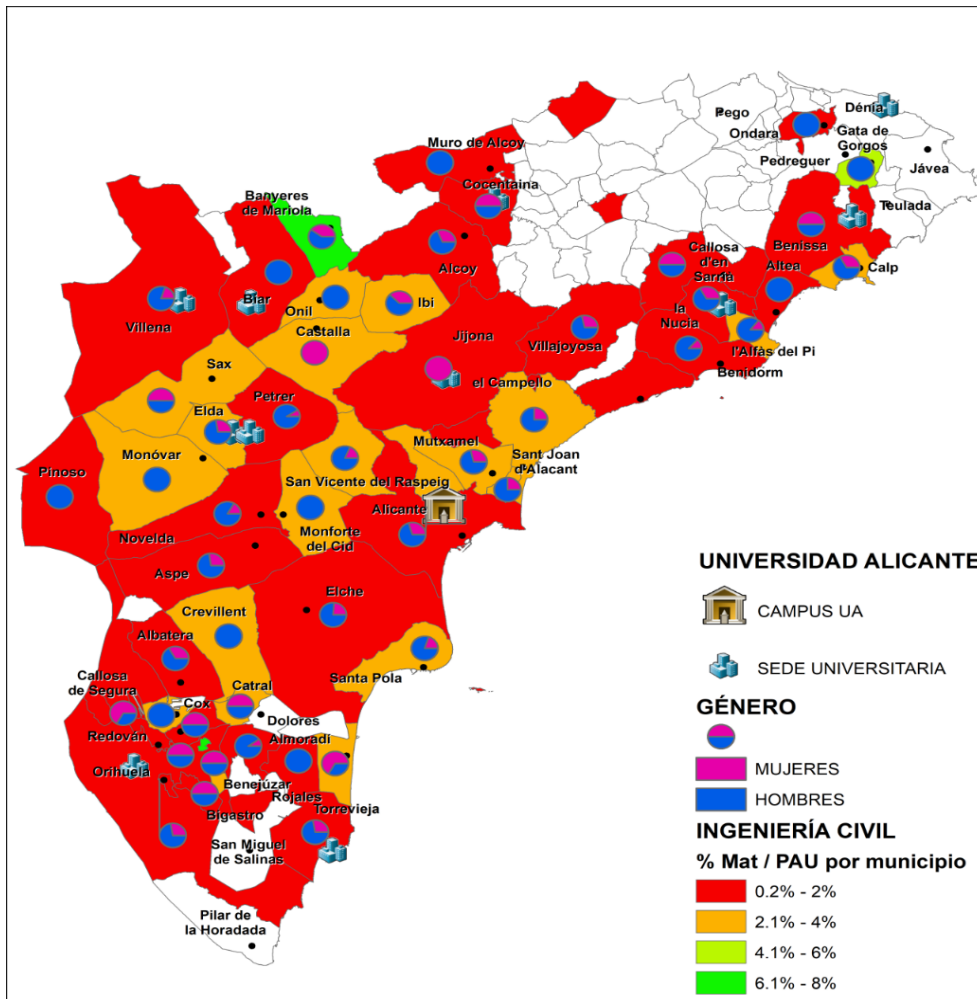 Pego
Dénia
Ondara
Gata de
Gorgos
Pedreguer
Jávea
Muro de Alcoy
Cocentaina
Banyeres
de Mariola
Teulada
Benissa
Callosa
d'en
Sarriá
Altea
Calp
Alcoy
Biar
Onil
Ibi
Villena
la
Nucia
Castalla
Jijona
Villajoyosa
l'Alfàs del Pi
Benidorm
Sax
el Campello
Petrer
Elda
Mutxamel
Sant Joan
d'Alacant
Monóvar
Pinoso
San Vicente del Raspeig
Alicante
Novelda
Monforte
del Cid
Aspe
Elche
Crevillent
Albatera
Santa Pola
Callosa
de Segura
Catral
Cox
Dolores
Redován
Almoradí
Orihuela
Benejúzar
Rojales
Bigastro
Torrevieja
San Miguel
de Salinas
Pilar de
la Horadada
UNIVERSIDAD ALICANTE
CAMPUS UA
SEDE UNIVERSITARIA
GÉNERO
MUJERES
HOMBRES
INGENIERÍA CIVIL
% Mat / PAU por municipio
0.2% - 2%
2.1% - 4%
4.1% - 6%
6.1% - 8%